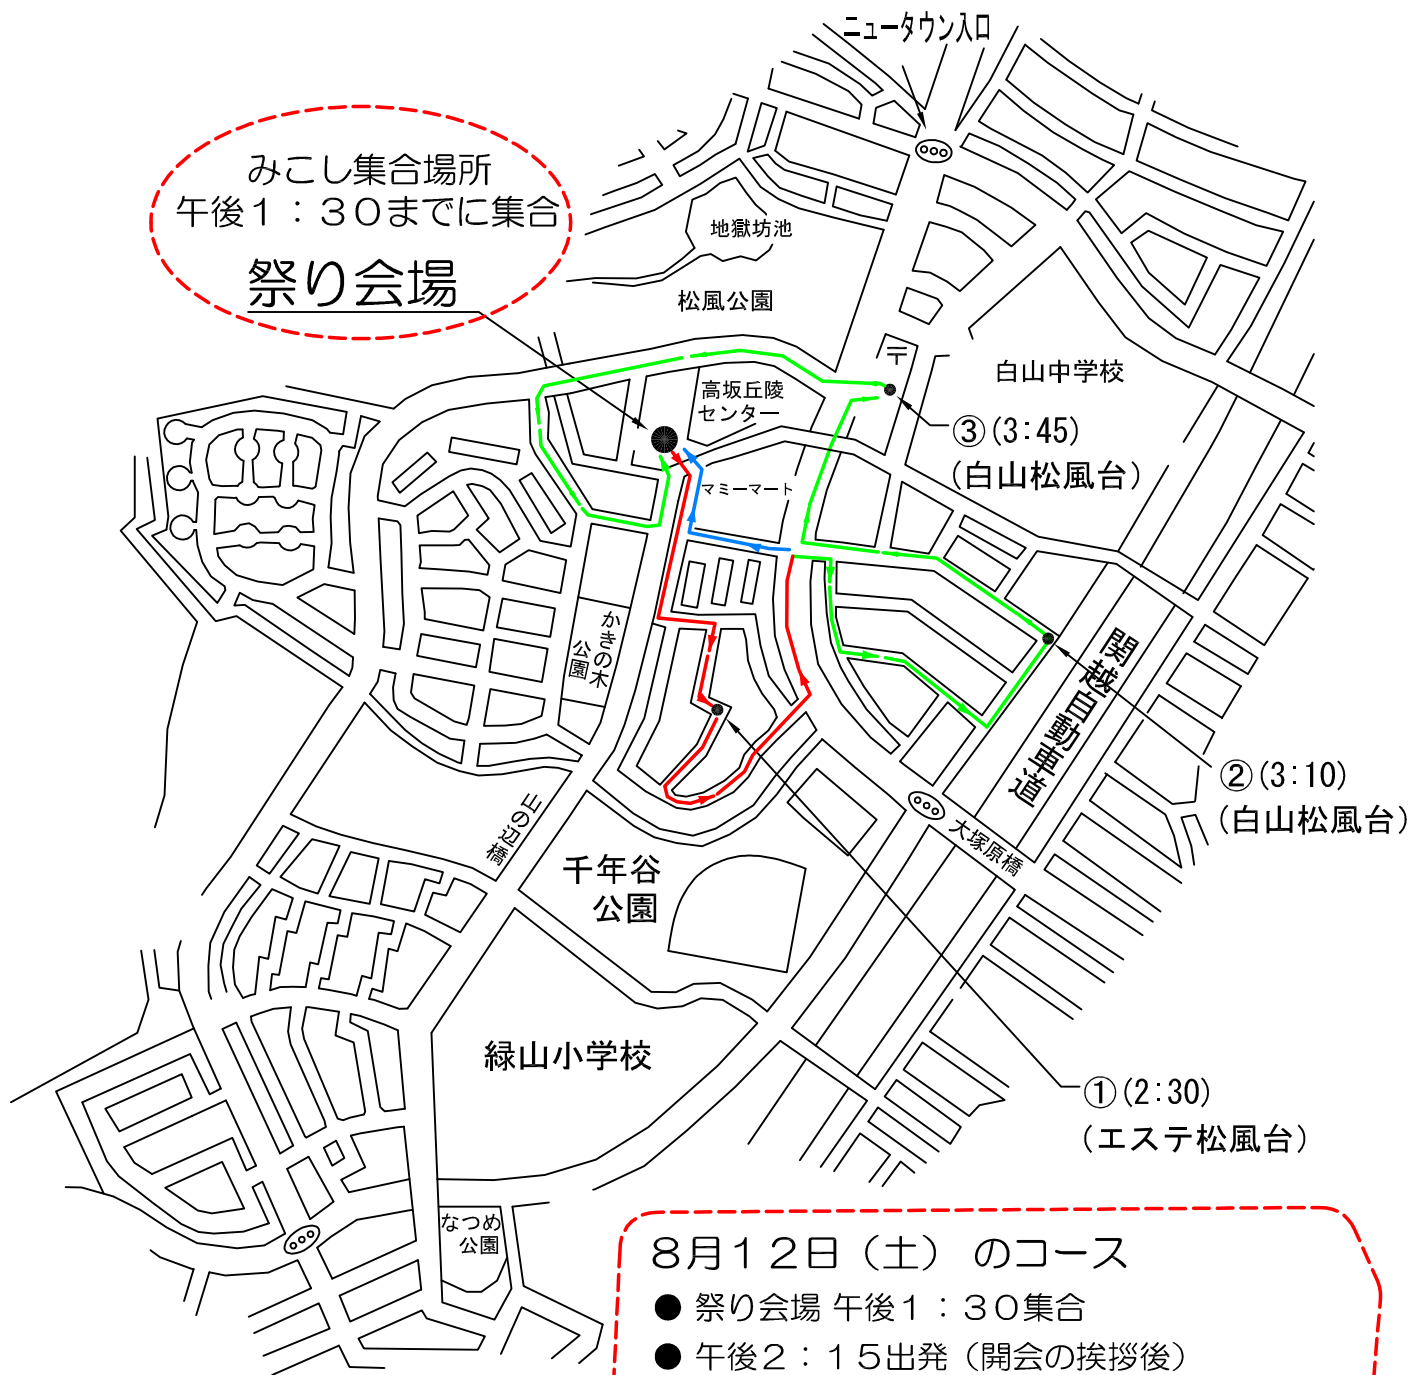 ニュータウン入口
みこし集合場所
午後1：30までに集合
祭り会場
地獄坊池
松風公園
〒
白山中学校
高坂丘陵
センター
③(3:45)
(白山松風台)
マミーマート
かきの木
公園
関越自動車道
②(3:10)
(白山松風台)
山の辺橋
大塚原橋
千年谷
公園
緑山小学校
①(2:30)
(エステ松風台)
なつめ
公園
8月12日（土） のコース
● 祭り会場 午後1：30集合
● 午後2：15出発（開会の挨拶後）